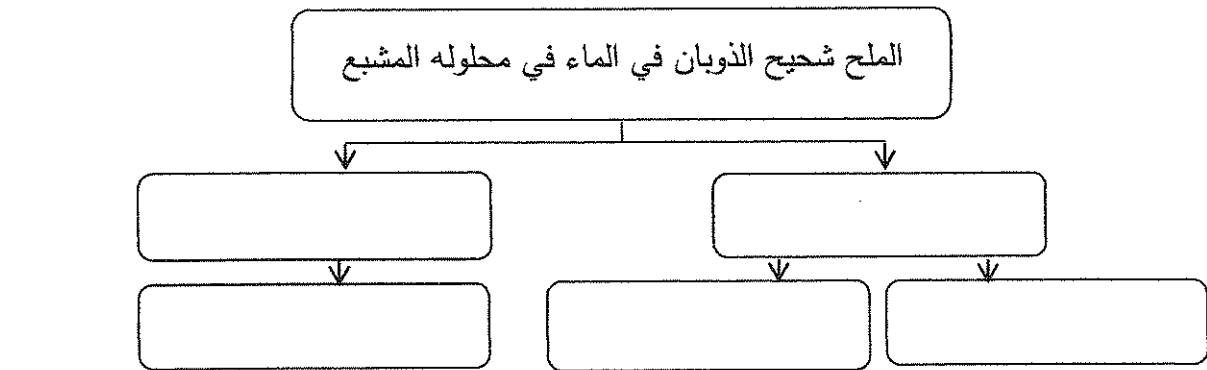 الملح شحيح الذوبان في الماء في محلوله المشبع